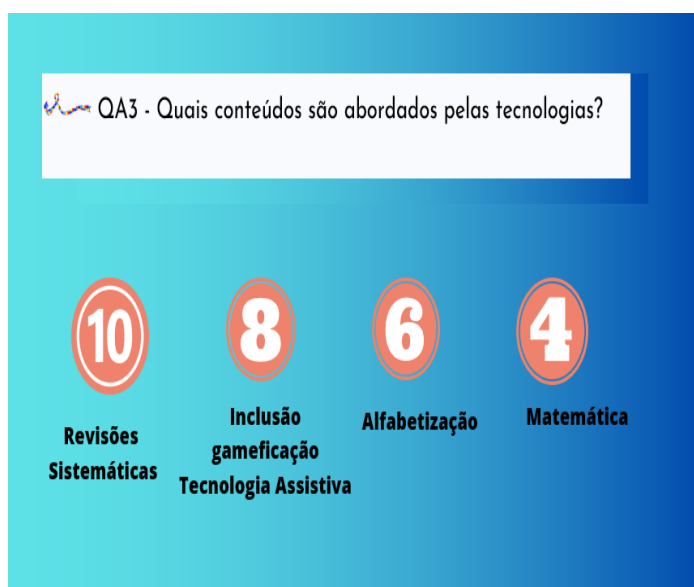 QA3 - Quais conteúdos são abordados pelas tecnologias?
10
Revisões
Sistemáticas
8
Inclusão
gameficação
Tecnologia Assistiva
6
Alfabetização
4
Matemática